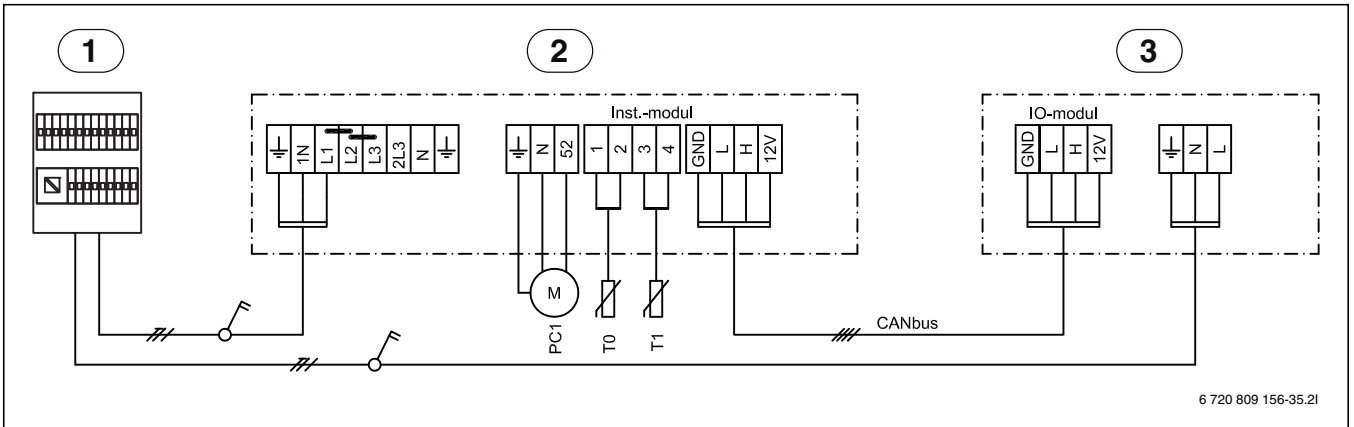 1
2
3
Inst.-modul
IO-modul
1N
L1
L2
L3
2L3
N
N
52
1
2
3
4
GND
L
H
12V
GND
L
H
12V
N
L
M
PC1
T0
T1
CANbus
6 720 809 156-35.2I